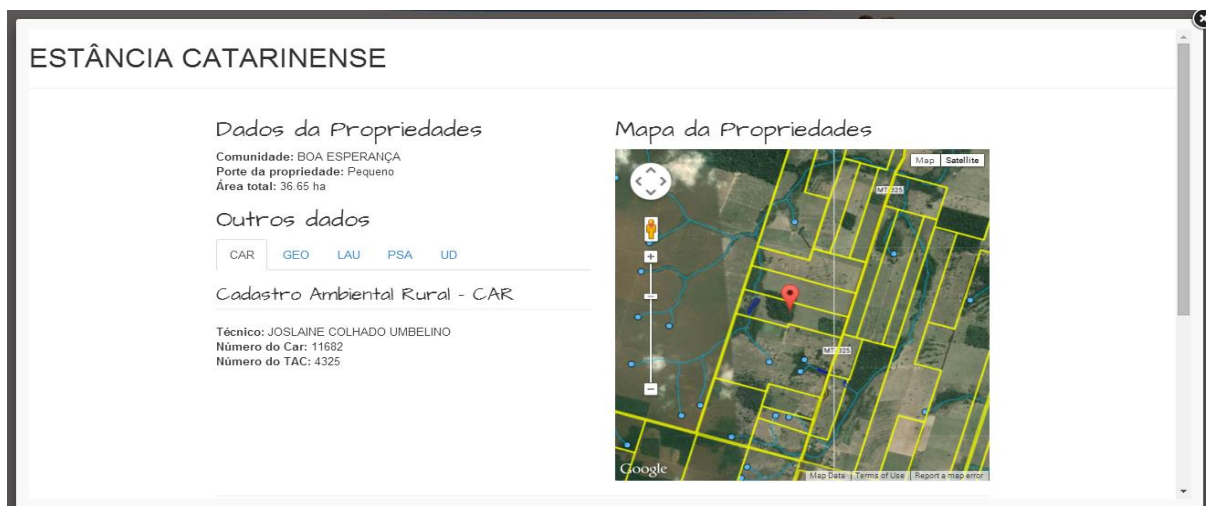 ESTÂNCIA CATARINENSE
Dados da Propriedades
Comunidade: BOA ESPERANÇA
Porte da propriedade: Pequeno
Área total: 36.65 ha
Outros dados
CAR GEO LAU PSA UD
Cadastro Ambiental Rural - CAR
Técnico: JOSLAINE COLHADO UMBELINO
Número do Car: 11682
Número do TAC: 4325
Mapa da Propriedades
Map Satellite
MT-325
MT-325
Google
Map Data Terms of Use Report a map error